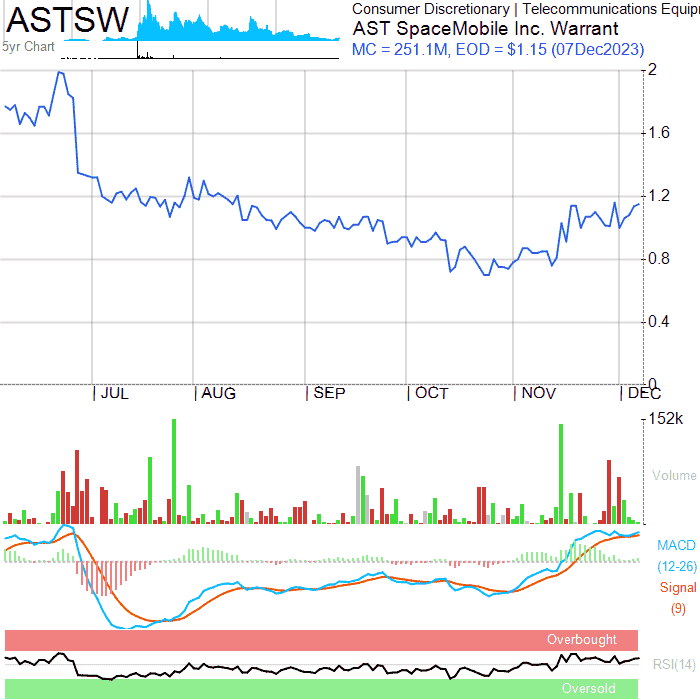 ASTSW
5yr Chart
Consumer Discretionary | Telecommunications Equip
AST SpaceMobile Inc. Warrant
MC = 251.1M, EOD = $1.15 (07Dec2023)
2
1.6
1.2
0.8
0.4
0
JUL AUG SEP OCT NOV DEC
152k
Volume
MACD
(12-26)
Signal
(9)
Overbought
RSI(14)
Oversold